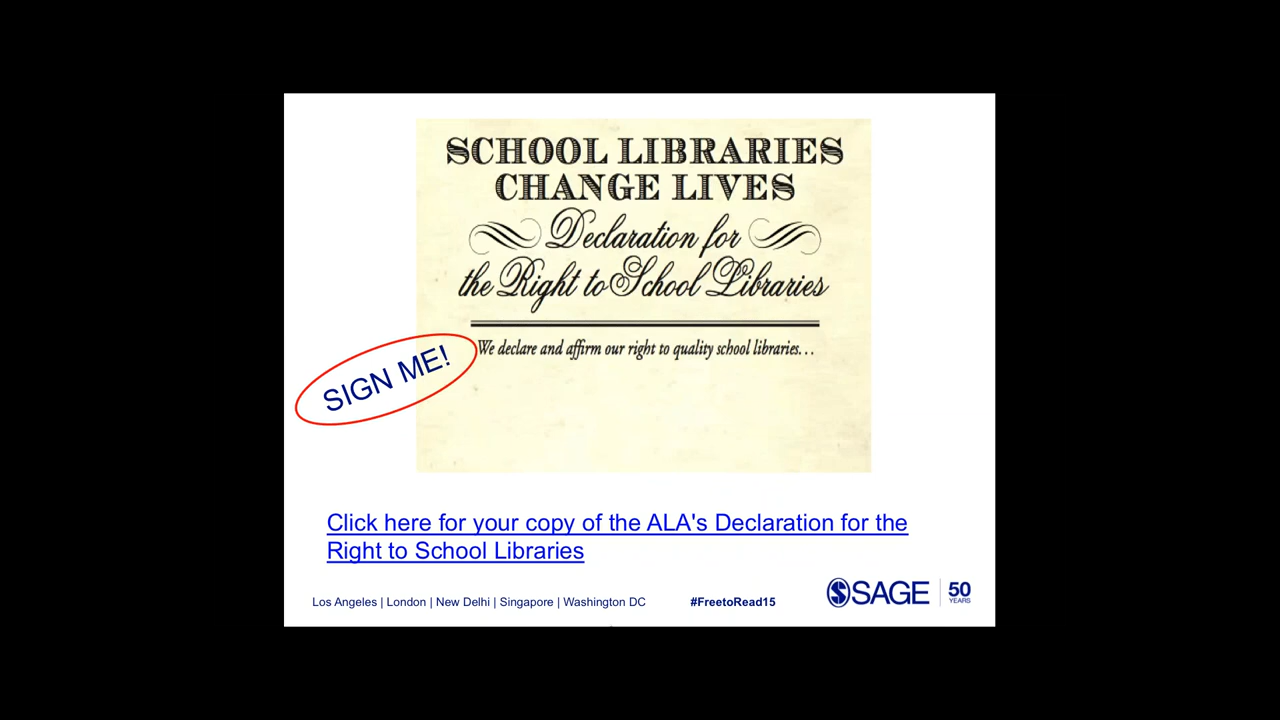 SCHOOL LIBRARIES
CHANGE LIVES
Declaration for
the Right to School Libraries
We declare and affirm our right to quality school libraries...
SIGN ME!
Click here for your copy of the ALA's Declaration for the
Right to School Libraries
Los Angeles | London | New Delhi | Singapore | Washington DC #FreetoRead15
SAGE 50
YEARS